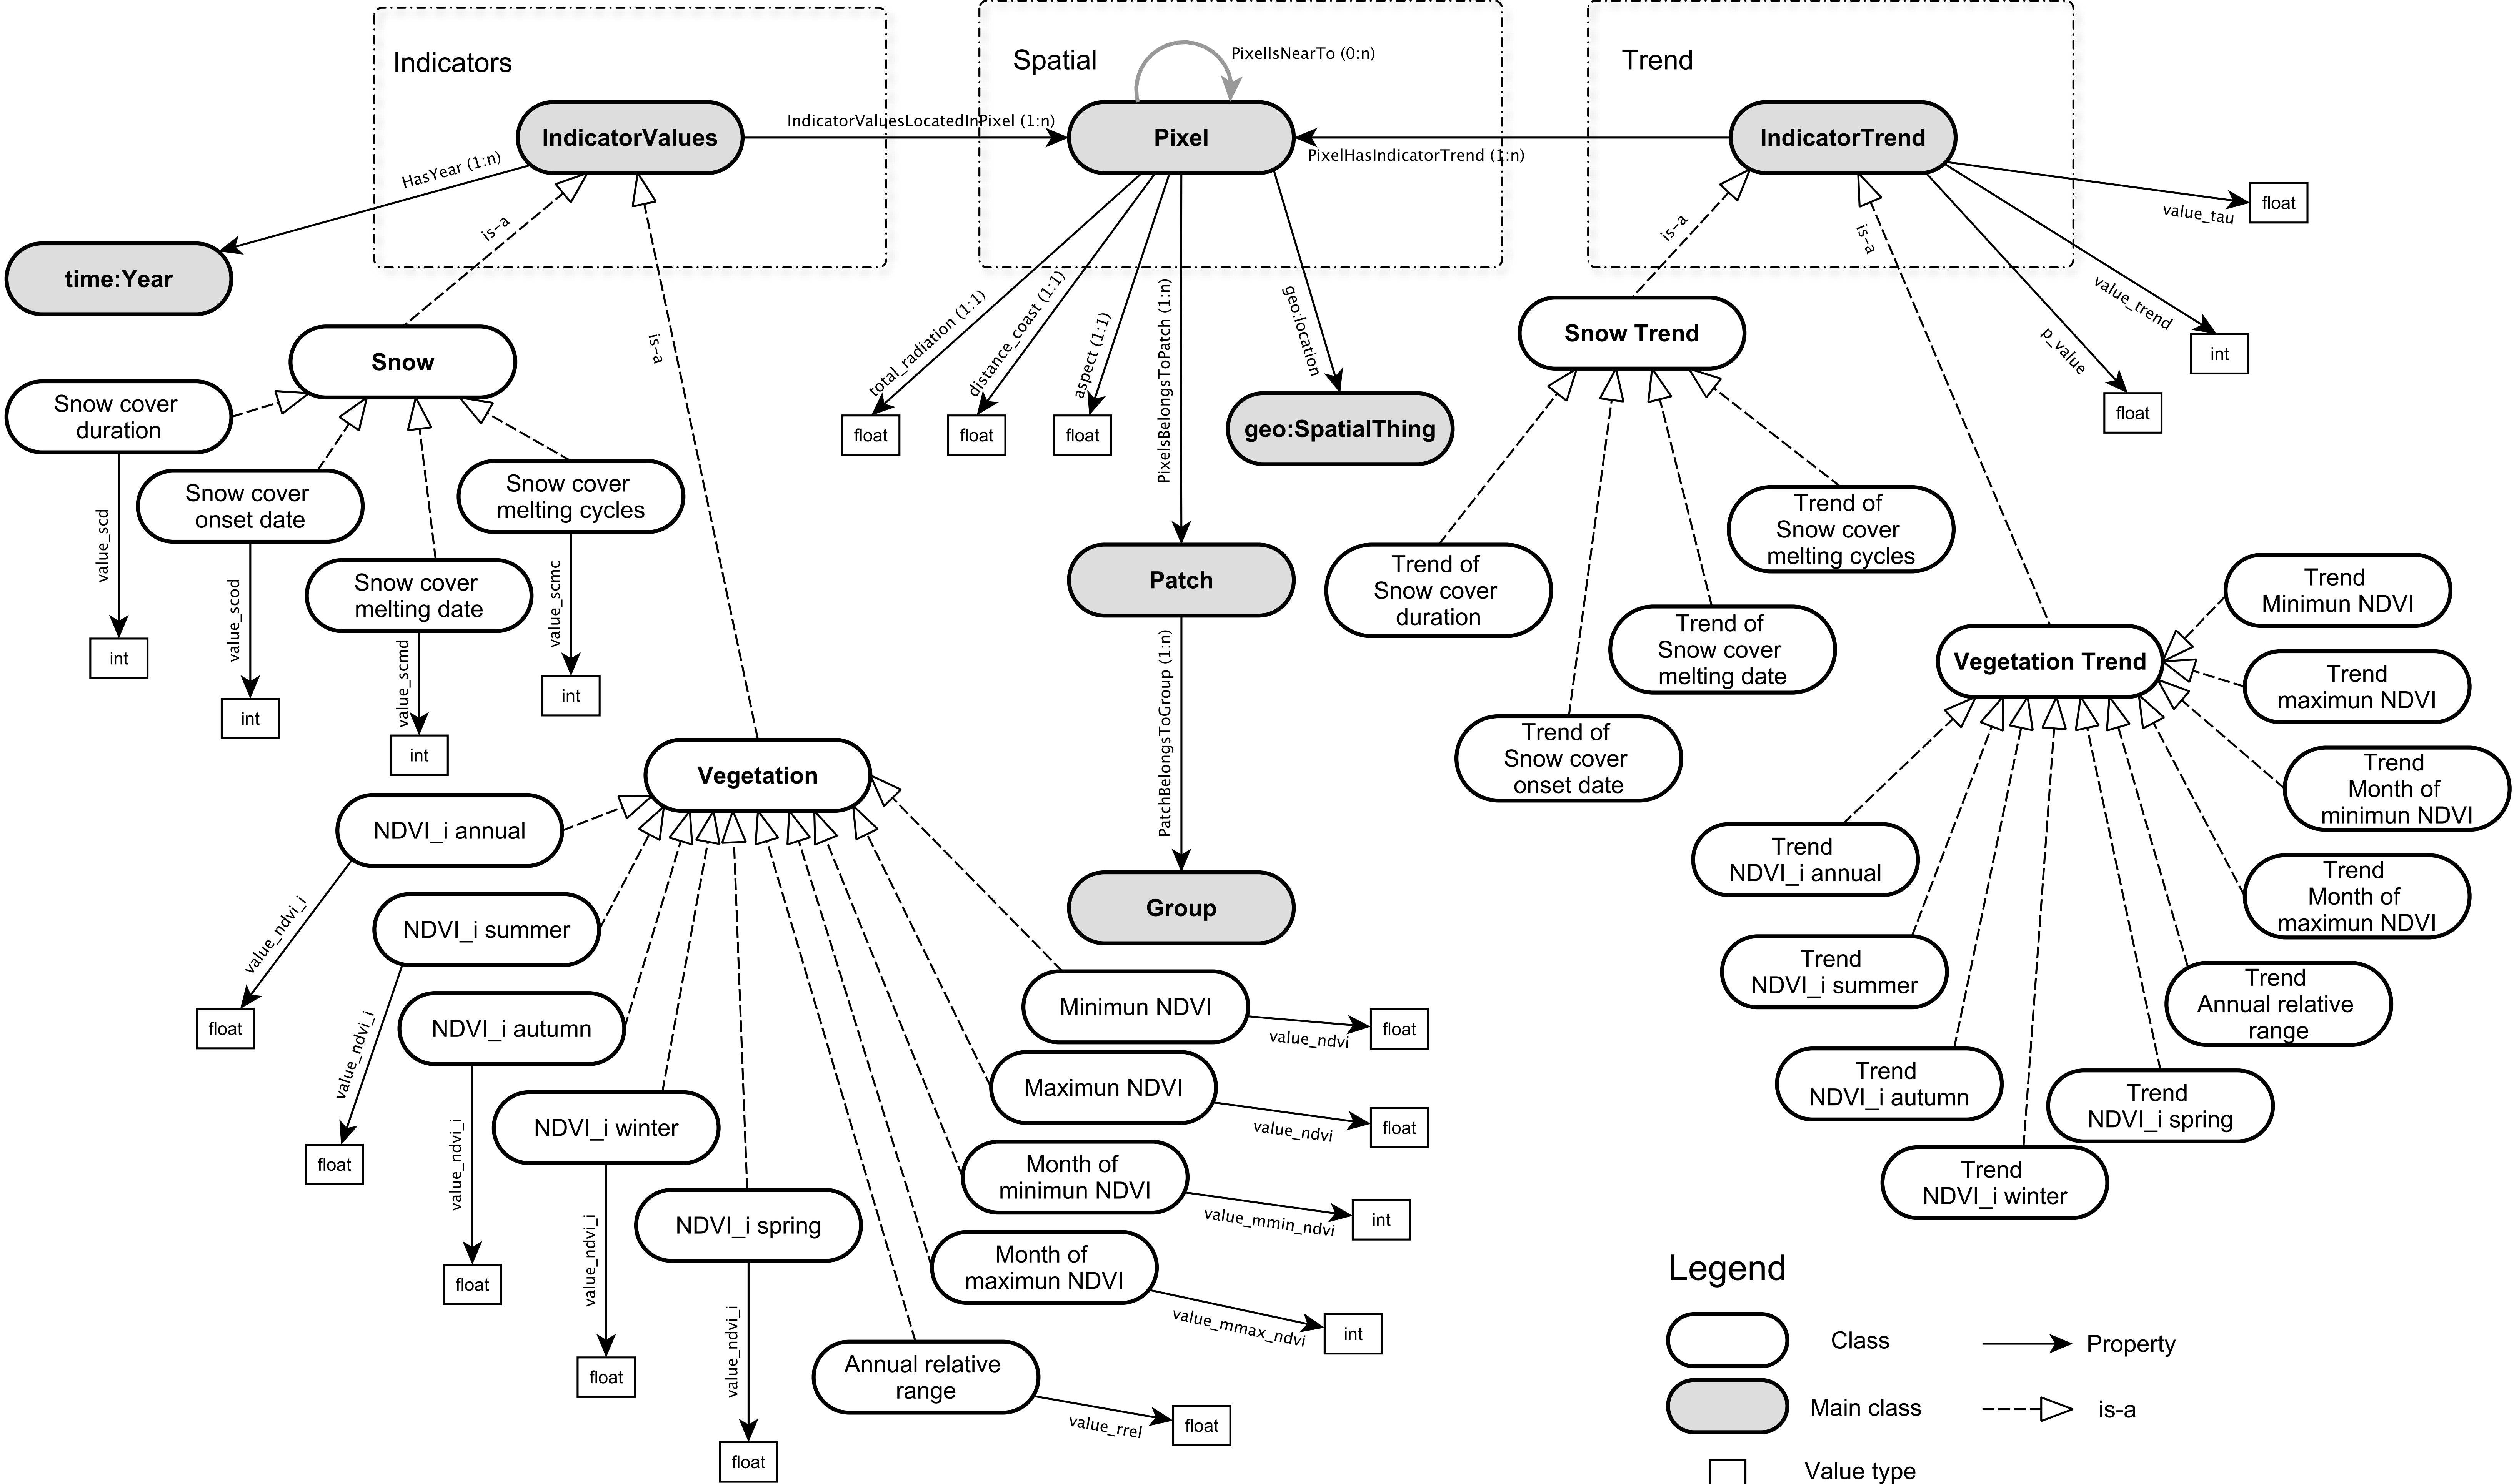 Indicators
Spatial
Trend
PixelIsNearTo (0:n)
IndicatorValues
IndicatorValuesLocatedInPixel (1:n)
Pixel
PixelHasIndicatorTrend (1:n)
IndicatorTrend
HasYear (1:n)
time:Year
is-a
is-a
is-a
is-a
value_tau
float
value_trend
int
p_value
float
total_radiation (1:1)
float
distance_coast (1:1)
float
aspect (1:1)
float
PixelsBelongsToPatch (1:n)
geo:location
geo:SpatialThing
Patch
PatchBelongsToGroup (1:n)
Group
Snow
Snow cover
duration
value_scd
int
Snow cover
onset date
value_scod
int
Snow cover
melting date
value_scmd
int
Snow cover
melting cycles
value_scmc
int
Snow Trend
Trend of
Snow cover
duration
Trend of
Snow cover
onset date
Trend of
Snow cover
melting date
Trend of
Snow cover
melting cycles
Vegetation
NDVI_i annual
value_ndvi_i
float
NDVI_i summer
value_ndvi_i
float
NDVI_i autumn
value_ndvi_i
float
NDVI_i winter
value_ndvi_i
float
NDVI_i spring
value_ndvi_i
float
Annual relative
range
value_rrel
float
Month of
maximun NDVI
value_mmax_ndvi
int
Month of
minimun NDVI
value_mmin_ndvi
int
Maximun NDVI
value_ndvi
float
Minimun NDVI
value_ndvi
float
Vegetation Trend
Trend
Minimun NDVI
Trend
maximun NDVI
Trend
Month of
minimun NDVI
Trend
Month of
maximun NDVI
Trend
Annual relative
range
Trend
NDVI_i spring
Trend
NDVI_i winter
Trend
NDVI_i autumn
Trend
NDVI_i summer
Trend
NDVI_i annual
Legend
Class
Property
Main class
is-a
Value type